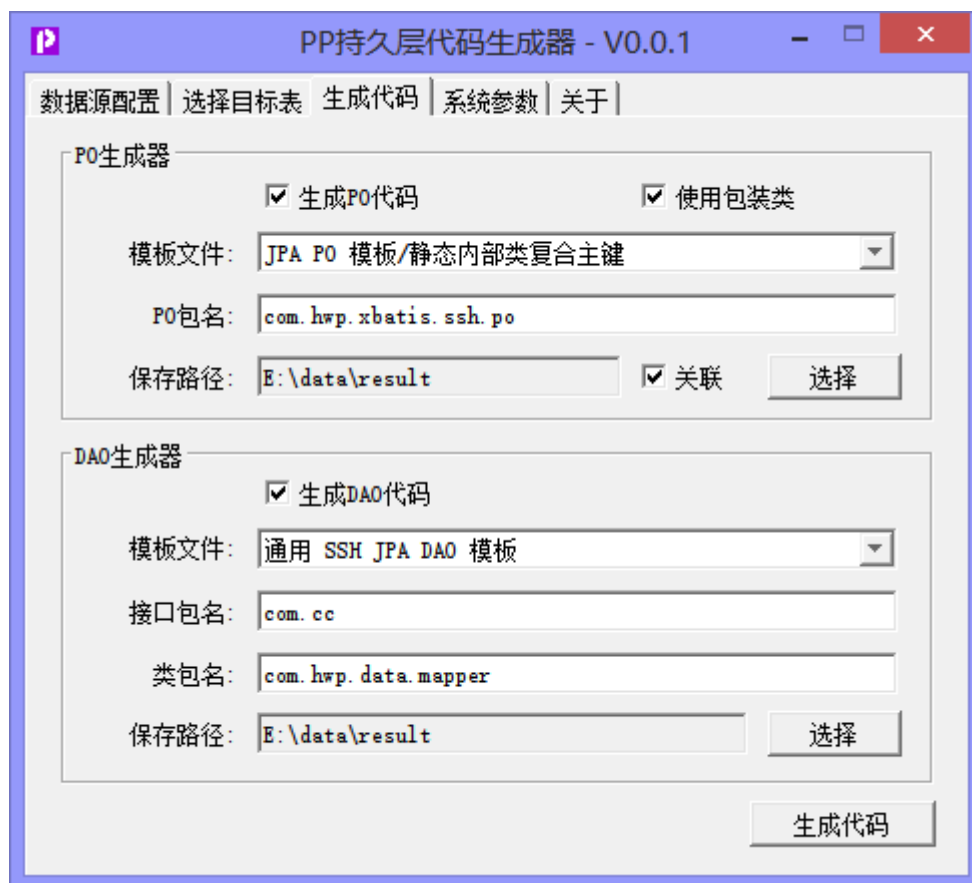 PP持久层代码生成器 - V0.0.1
数据源配置 选择目标表 生成代码 系统参数 关于
PO生成器
生成PO代码 使用包装类
模板文件: JPA PO 模板/静态内部类复合主键
PO包名: com.hwp.xbatis.ssh.po
保存路径: E:\data\result 关联 选择
DAO生成器
生成DAO代码
模板文件: 通用 SSH JPA DAO 模板
接口包名: com.cc
类包名: com.hwp.data.mapper
保存路径: E:\data\result 选择
生成代码